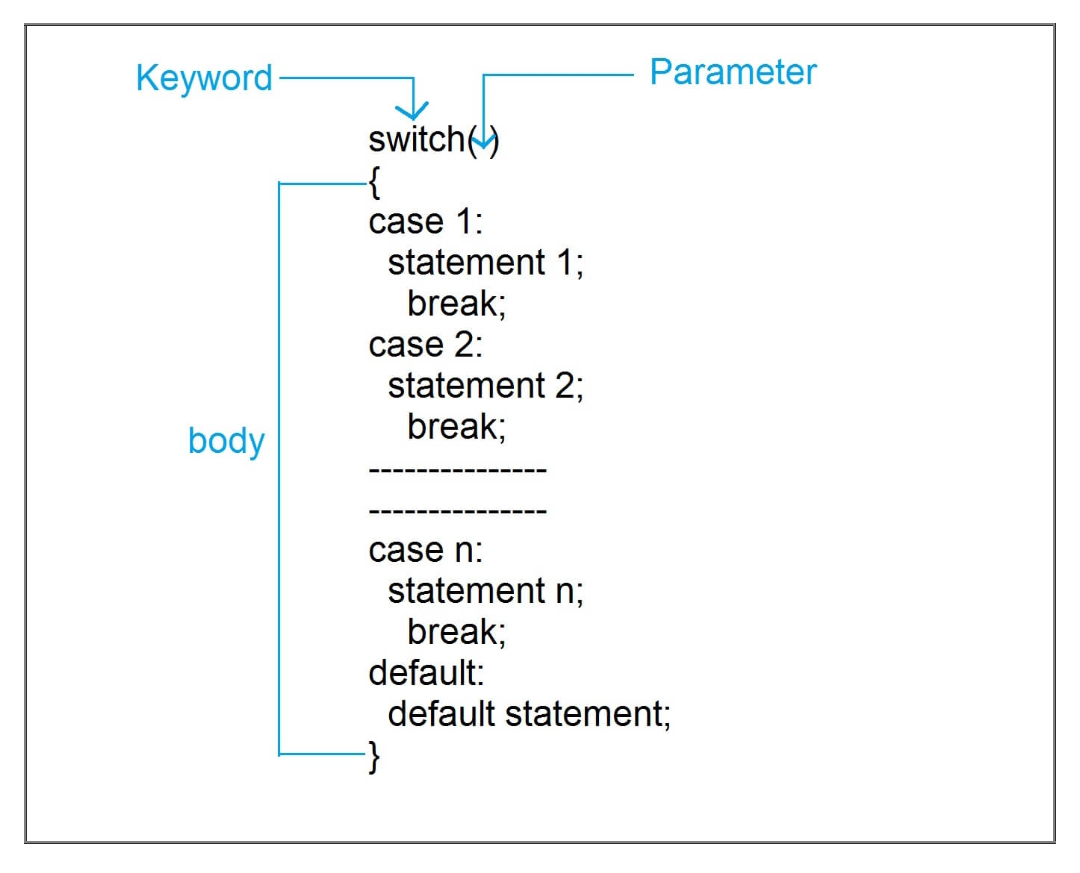 Keyword
Parameter
switch( )
{
case 1:
statement 1;
break;
case 2:
statement 2;
break;
body
---------------
---------------
case n:
statement n;
break;
default:
default statement;
}